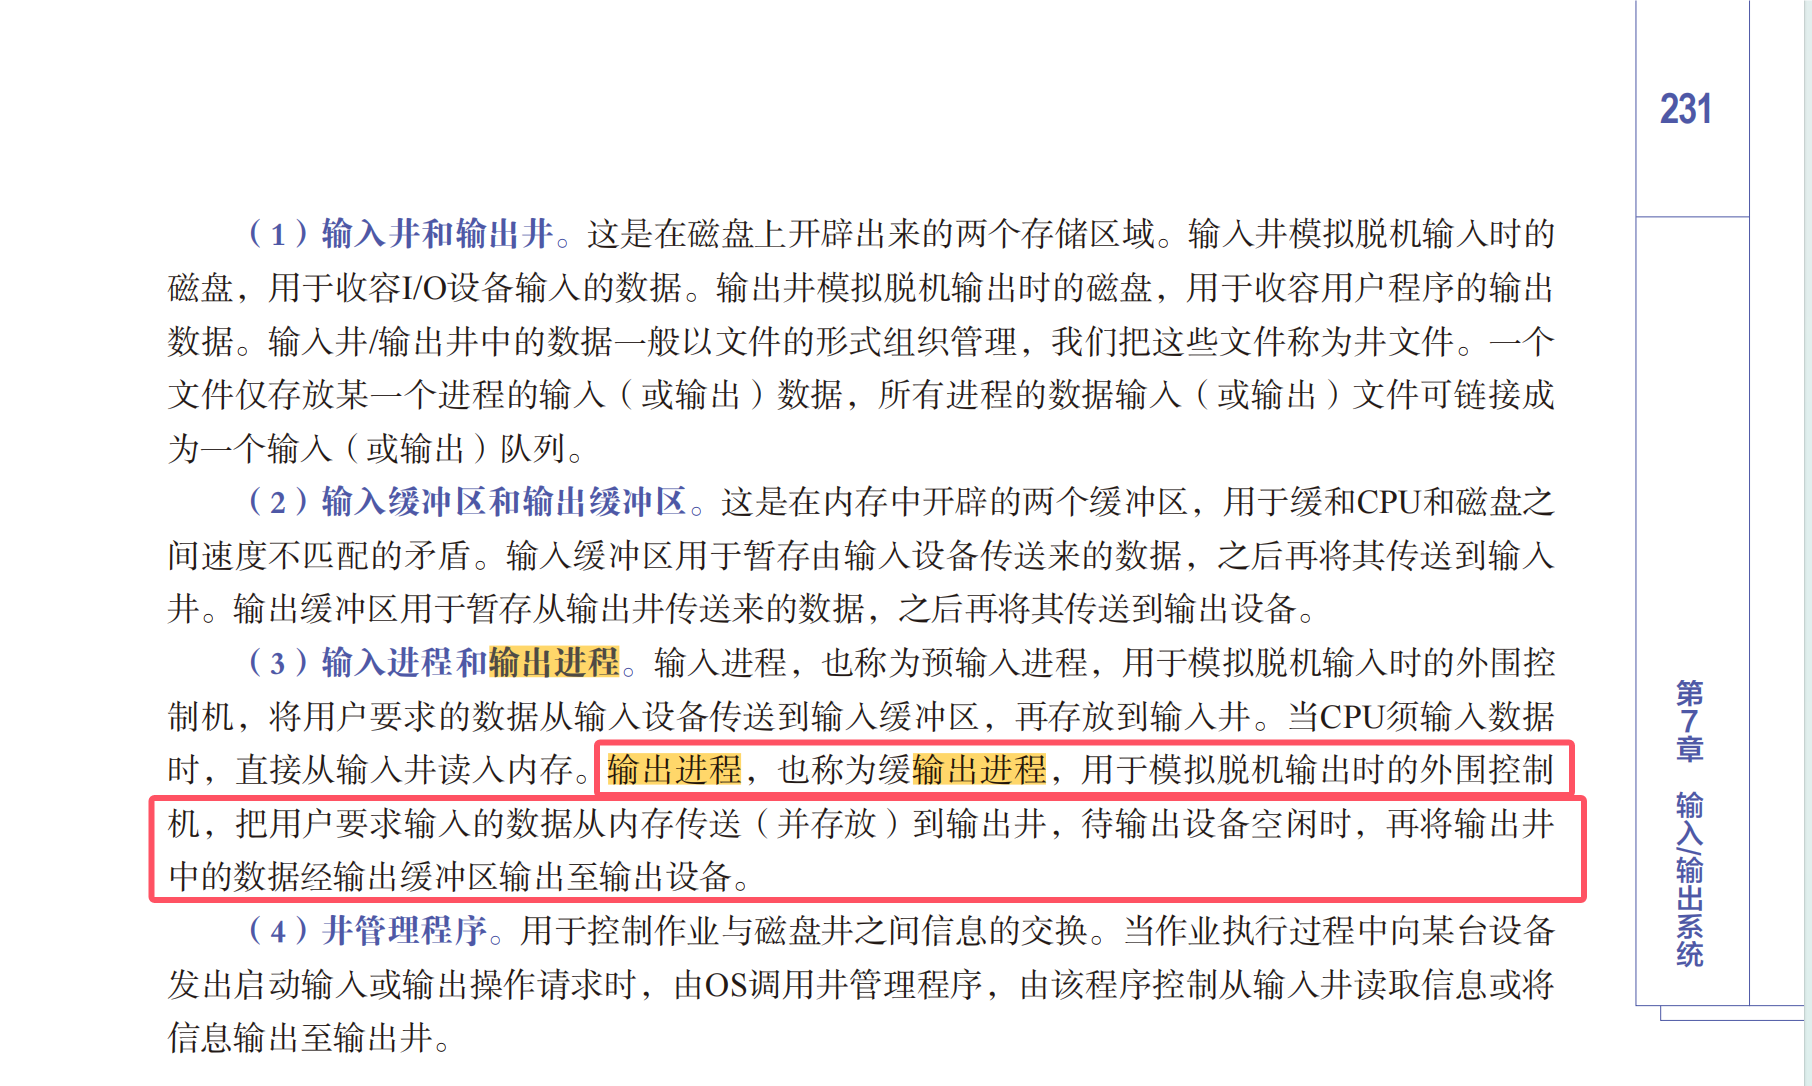 231
（1）输入井和输出井。这是在磁盘上开辟出来的两个存储区域。输入井模拟脱机输入时的
磁盘，用于收容I/O设备输入的数据。输出井模拟脱机输出时的磁盘，用于收容用户程序的输出
数据。输入井/输出井中的数据一般以文件的形式组织管理，我们把这些文件称为井文件。一个
文件仅存放某一个进程的输入（或输出）数据，所有进程的数据输入（或输出）文件可链接成
为一个输入（或输出）队列。
（2）输入缓冲区和输出缓冲区。这是在内存中开辟的两个缓冲区，用于缓和CPU和磁盘之
间速度不匹配的矛盾。输入缓冲区用于暂存由输入设备传送来的数据，之后再将其传送到输入
井。输出缓冲区用于暂存从输出井传送来的数据，之后再将其传送到输出设备。
（3）输入进程和输出进程。输入进程，也称为预输入进程，用于模拟脱机输入时的外围控
制机，将用户要求的数据从输入设备传送到输入缓冲区，再存放到输入井。当CPU须输入数据
时，直接从输入井读入内存。输出进程，也称为缓输出进程，用于模拟脱机输出时的外围控制
机，把用户要求输入的数据从内存传送（并存放）到输出井，待输出设备空闲时，再将输出井
中的数据经输出缓冲区输出至输出设备。
（4）井管理程序。用于控制作业与磁盘井之间信息的交换。当作业执行过程中向某台设备
发出启动输入或输出操作请求时，由OS调用井管理程序，由该程序控制从输入井读取信息或将
信息输出至输出井。
第7章 输入/输出系统